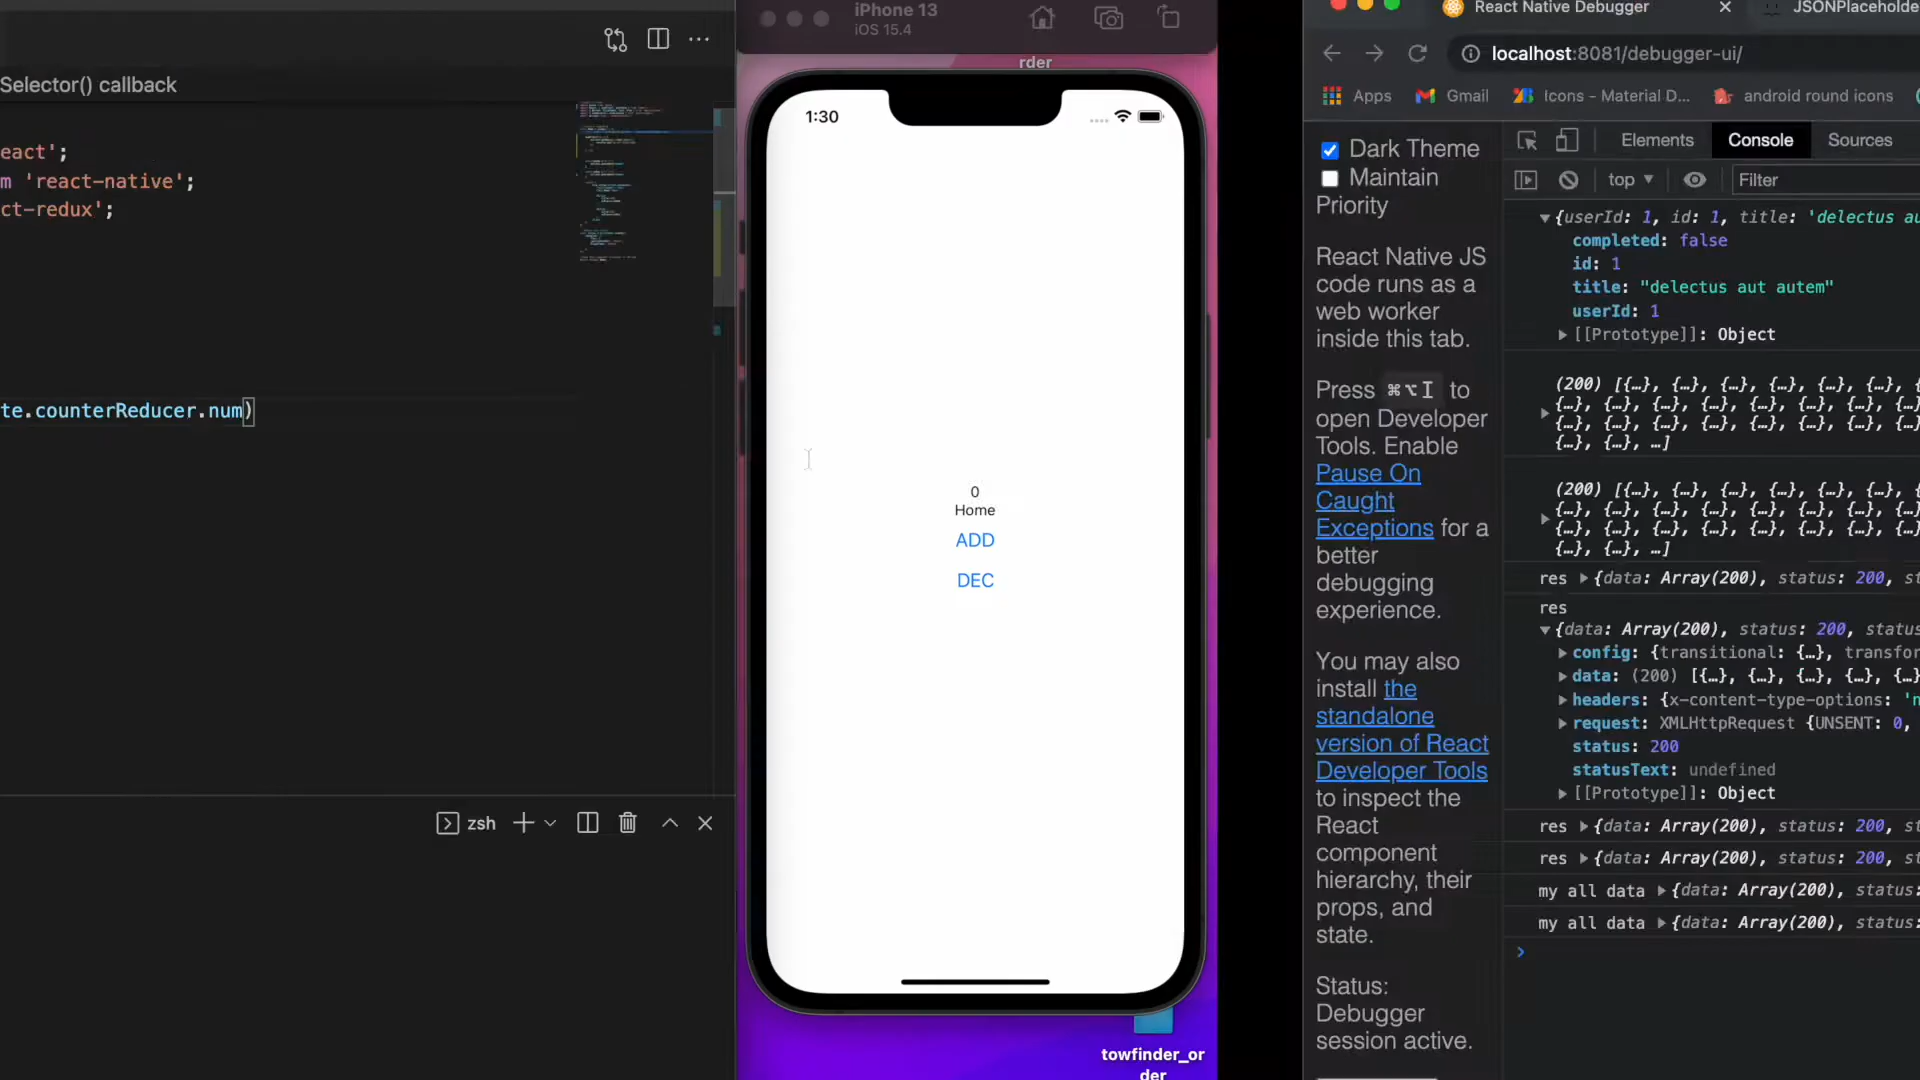 Selector() callback
eact';
m 'react-native';
ct-redux';
te.counterReducer.num)
zsh
iPhone 13
iOS 15.4
rder
1:30
0
Home
ADD
DEC
towfinder_or
der
React Native Debugger
JSONPlaceholde
localhost:8081/debugger-ui/
Apps
Gmail
Icons - Material D...
android round icons
Dark Theme
Maintain
Priority
React Native JS
code runs as a
web worker
inside this tab.
Press ⌘⌥I to
open Developer
Tools. Enable
Pause On
Caught
Exceptions for a
better
debugging
experience.
You may also
install the
standalone
version of React
Developer Tools
to inspect the
React
component
hierarchy, their
props, and
state.
Status:
Debugger
session active.
Elements
Console
Sources
top
Filter
{userId: 1, id: 1, title: 'delectus au
completed: false
id: 1
title: "delectus aut autem"
userId: 1
[[Prototype]]: Object
(200) [{…}, {…}, {…}, {…}, {…}, {…}, {…
{…}, {…}, {…}, {…}, {…}, {…}, {…}, {…
{…}, {…}, {…}, {…}, {…}, {…}, {…}, {…
{…}, {…}, …]
(200) [{…}, {…}, {…}, {…}, {…}, {…}, {…
{…}, {…}, {…}, {…}, {…}, {…}, {…}, {…
{…}, {…}, {…}, {…}, {…}, {…}, {…}, {…
{…}, {…}, …]
res {data: Array(200), status: 200, st
res
{data: Array(200), status: 200, status
config: {transitional: {…}, transfor
data: (200) [{…}, {…}, {…}, {…}, {…}
headers: {x-content-type-options: 'n
request: XMLHttpRequest {UNSENT: 0,
status: 200
statusText: undefined
[[Prototype]]: Object
res {data: Array(200), status: 200, st
res {data: Array(200), status: 200, st
my all data {data: Array(200), status:
my all data {data: Array(200), status: